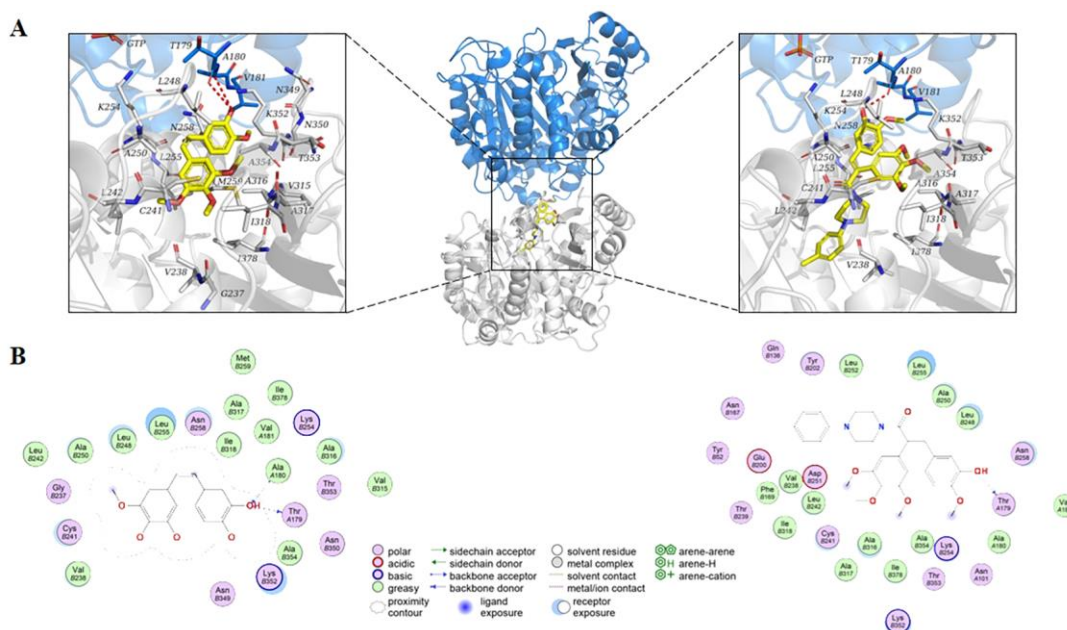 A
GTP
T179
A180
V181
L248
N349
K254
K352
N258
N350
A250
L255
A354
T353
L242
M259
A316
V315
C241
A317
I318
I378
V238
G237
GTP
T179
A180
L248
V181
K254
N258
K352
A250
T353
L255
A354
A316
C241
A317
L242
I318
I378
V238
B
Met
B259
Ile
B378
Ala
B317
Lys
B254
Leu
B255
Asn
B258
Val
A181
Leu
B248
Ile
B318
Ala
B316
Leu
B242
Ala
B250
Ala
A180
Val
B315
Gly
B237
Thr
B353
OH
Thr
A179
O
Cys
B241
O
O
Ala
B354
Asn
B350
Val
B238
Lys
B352
Asn
B349
polar
acidic
basic
greasy
proximity
contour
sidechain acceptor
sidechain donor
backbone acceptor
backbone donor
ligand
exposure
solvent residue
metal complex
solvent contact
metal/ion contact
receptor
exposure
arene-arene
H arene-H
+ arene-cation
Gln
Tyr
B202
Leu
B252
Leu
B255
Ala
B250
Asn
Leu
B248
O
N
N
Tyr
Glu
B200
Asp
B251
Asn
B258
OH
O
O
Phe
B169
Val
B238
Leu
B242
O
O
O
Thr
A179
Thr
B239
Ile
B318
Cys
B241
Ala
B316
Ala
B354
Lys
B254
Ala
A180
Ala
B317
Ile
B378
Thr
B353
Asn
A101
Lys
B352